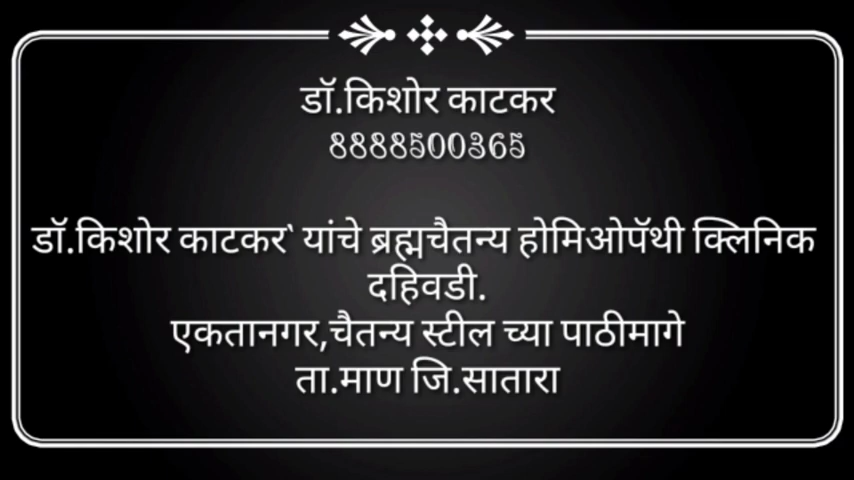 डॉ.किशोर काटकर
8888500365
डॉ.किशोर काटकर` यांचे ब्रह्मचैतन्य होमिओपॅथी क्लिनिक
दहिवडी.
एकतानगर,चैतन्य स्टील च्या पाठीमागे
ता.माण जि.सातारा